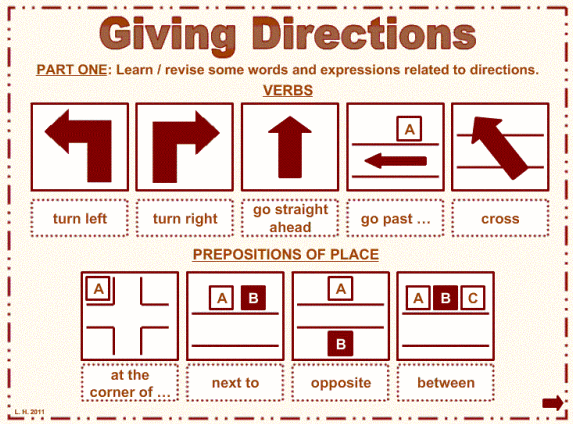 Giving Directions
PART ONE: Learn / revise some words and expressions related to directions.
VERBS
A
turn left
turn right
go straight
ahead
go past ...
cross
PREPOSITIONS OF PLACE
A
A B
A
B
A B C
at the
corner of ...
next to
opposite
between
L. H. 2011